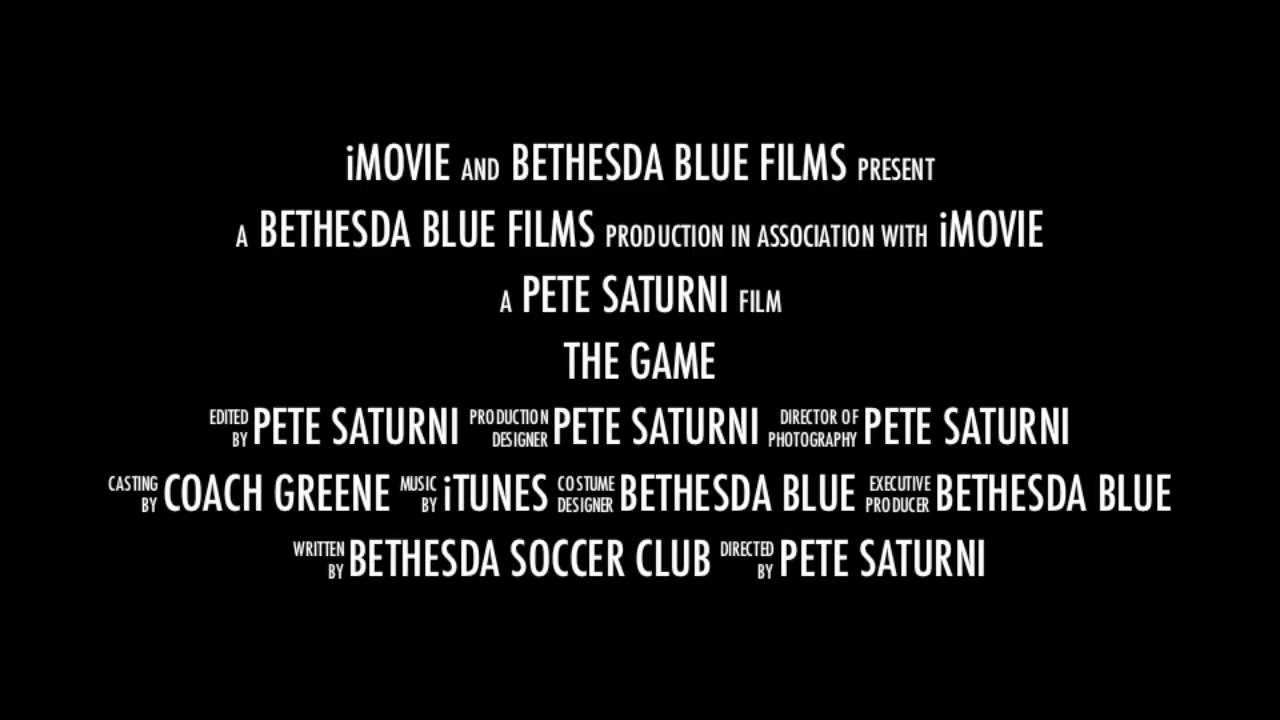 iMOVIE AND BETHESDA BLUE FILMS PRESENT
A BETHESDA BLUE FILMS PRODUCTION IN ASSOCIATION WITH iMOVIE
A PETE SATURNI FILM
THE GAME
EDITED BY PETE SATURNI PRODUCTION DESIGNER PETE SATURNI DIRECTOR OF PHOTOGRAPHY PETE SATURNI
CASTING BY COACH GREENE MUSIC BY iTUNES COSTUME DESIGNER BETHESDA BLUE EXECUTIVE PRODUCER BETHESDA BLUE
WRITTEN BY BETHESDA SOCCER CLUB DIRECTED BY PETE SATURNI